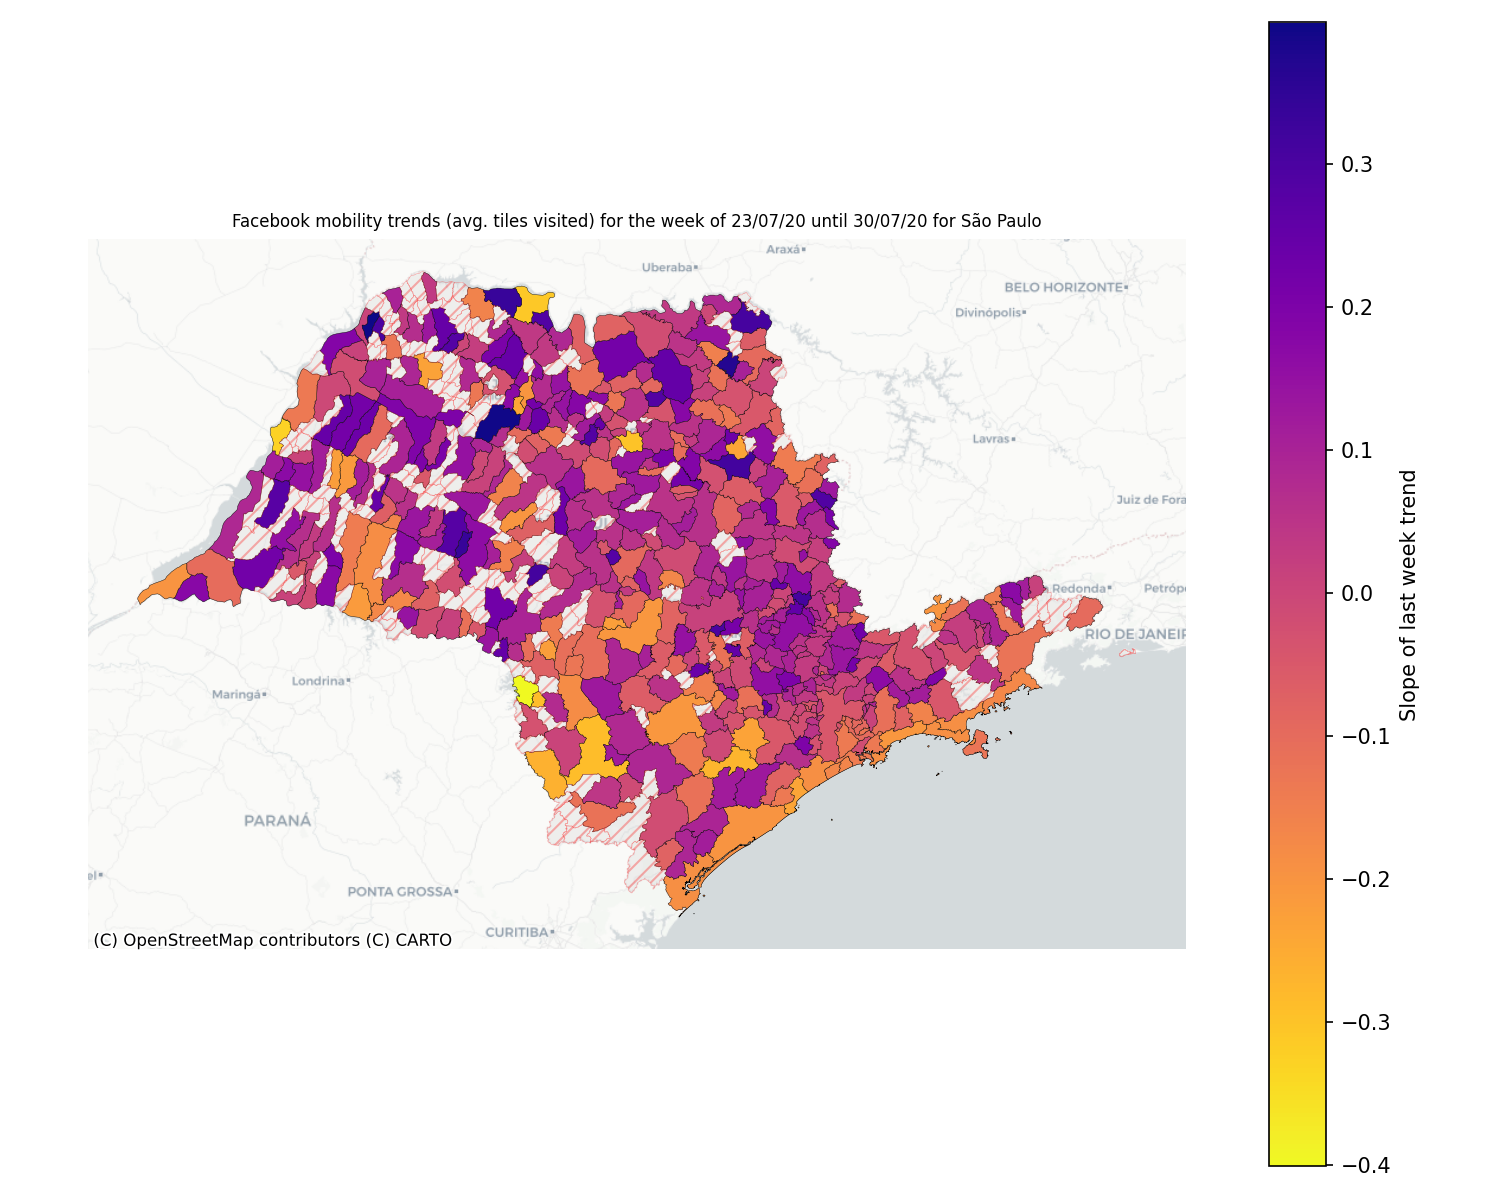 Facebook mobility trends (avg. tiles visited) for the week of 23/07/20 until 30/07/20 for São Paulo
Araxá
Uberaba
BELO HORIZONTE
Divinópolis
Lavras
Juiz de Fora
Redonda
Petróp
RIO DE JANEIR
Londrina
Maringá
PARANÁ
PONTA GROSSA
CURITIBA
(C) OpenStreetMap contributors (C) CARTO
0.3
0.2
0.1
0.0
−0.1
−0.2
−0.3
−0.4
Slope of last week trend